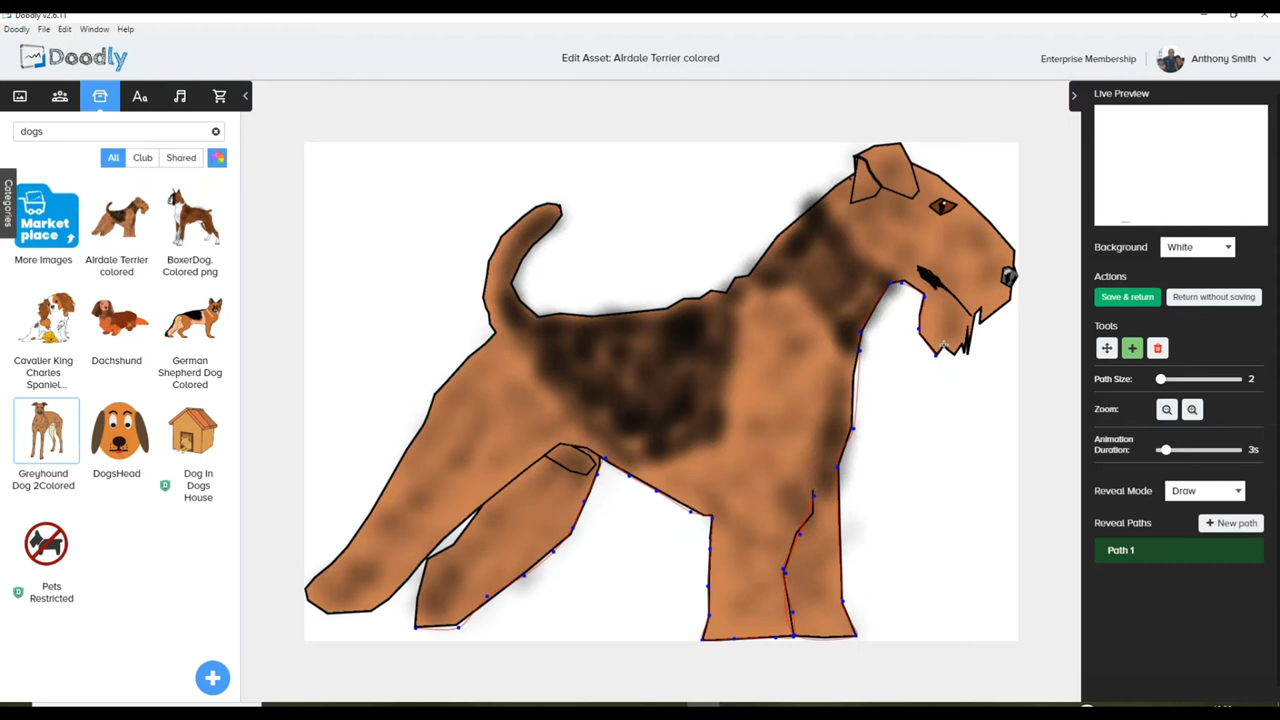 Doodly v2.6.11
Doodly File Edit Window Help
Doodly
Edit Asset: AIrdale Terrier colored
Enterprise Membership
Anthony Smith
dogs
All Club Shared
Categories
Market place
More Images
AIrdale Terrier colored
BoxerDog. Colored png
Cavalier King Charles Spaniel...
Dachshund
German Shepherd Dog Colored
Greyhound Dog 2Colored
DogsHead
Dog In Dogs House
Pets Restricted
Live Preview
Background White
Actions
Save & return Return without saving
Tools
Path Size: 2
Zoom:
Animation Duration: 3s
Reveal Mode Draw
Reveal Paths + New path
Path 1